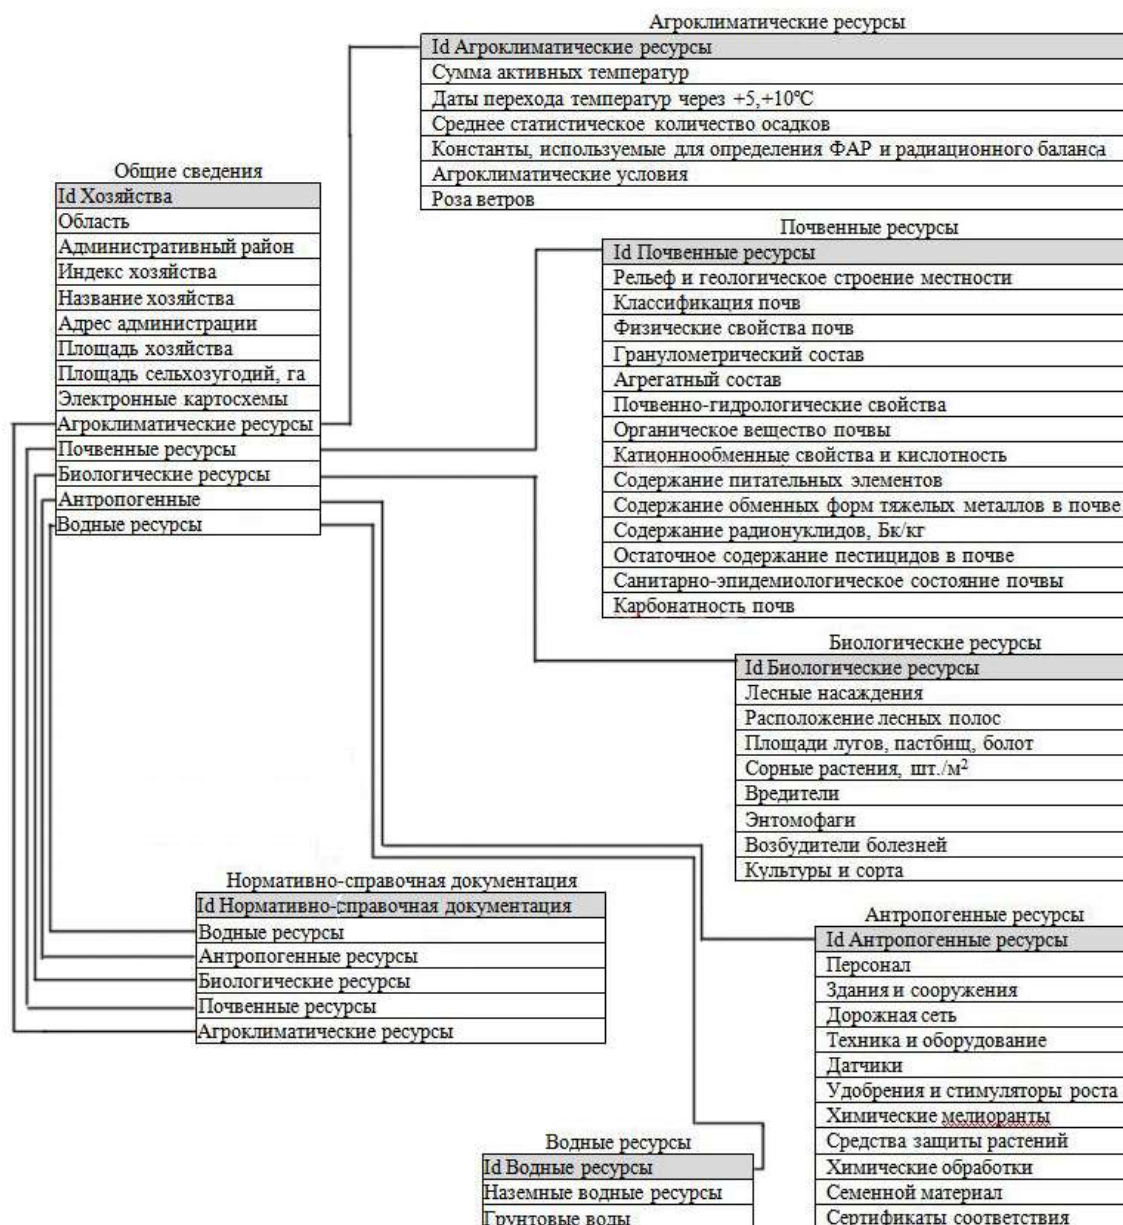 Агроклиматические ресурсы
Id Агроклиматические ресурсы
Сумма активных температур
Даты перехода температур через +5,+10°С
Среднее статистическое количество осадков
Константы, используемые для определения ФАР и радиационного баланса
Агроклиматические условия
Роза ветров
Общие сведения
Id Хозяйства
Область
Административный район
Индекс хозяйства
Название хозяйства
Адрес администрации
Площадь хозяйства
Площадь сельхозугодий, га
Электронные картосхемы
Агроклиматические ресурсы
Почвенные ресурсы
Биологические ресурсы
Антропогенные
Водные ресурсы
Почвенные ресурсы
Id Почвенные ресурсы
Рельеф и геологическое строение местности
Классификация почв
Физические свойства почв
Гранулометрический состав
Агрегатный состав
Почвенно-гидрологические свойства
Органическое вещество почвы
Катионнообменные свойства и кислотность
Содержание питательных элементов
Содержание обменных форм тяжелых металлов в почве
Содержание радионуклидов, Бк/кг
Остаточное содержание пестицидов в почве
Санитарно-эпидемиологическое состояние почвы
Карбонатность почв
Биологические ресурсы
Id Биологические ресурсы
Лесные насаждения
Расположение лесных полос
Площади лугов, пастбищ, болот
Сорные растения, шт./м²
Вредители
Энтомофаги
Возбудители болезней
Культуры и сорта
Нормативно-справочная документация
Id Нормативно-справочная документация
Водные ресурсы
Антропогенные ресурсы
Биологические ресурсы
Почвенные ресурсы
Агроклиматические ресурсы
Антропогенные ресурсы
Id Антропогенные ресурсы
Персонал
Здания и сооружения
Дорожная сеть
Техника и оборудование
Датчики
Удобрения и стимуляторы роста
Химические мелиоранты
Средства защиты растений
Химические обработки
Семенной материал
Сертификаты соответствия
Водные ресурсы
Id Водные ресурсы
Наземные водные ресурсы
Грунтовые воды